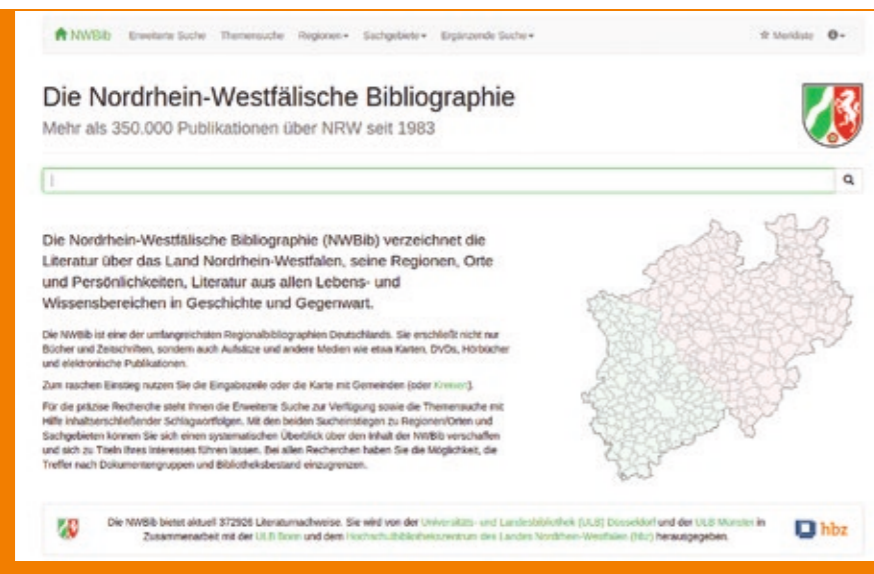 NWBib Erweiterte Suche Themensuche Regionen Sachgebiete Ergänzende Suche Merkliste
Die Nordrhein-Westfälische Bibliographie
Mehr als 350.000 Publikationen über NRW seit 1983
Die Nordrhein-Westfälische Bibliographie (NWBib) verzeichnet die
Literatur über das Land Nordrhein-Westfalen, seine Regionen, Orte
und Persönlichkeiten, Literatur aus allen Lebens- und
Wissensbereichen in Geschichte und Gegenwart.
Die NWBib ist eine der umfangreichsten Regionalbibliographien Deutschlands. Sie erschließt nicht nur
Bücher und Zeitschriften, sondern auch Aufsätze und andere Medien wie etwa Karten, DVDs, Hörbücher
und elektronische Publikationen.
Zum raschen Einstieg nutzen Sie die Eingabezeile oder die Karte mit Gemeinden (oder Kreisen).
Für die präzise Recherche steht Ihnen die Erweiterte Suche zur Verfügung sowie die Themensuche mit
Hilfe inhaltserschließender Schlagwortfolgen. Mit den beiden Sucheinstiegen zu Regionen/Orten und
Sachgebieten können Sie sich einen systematischen Überblick über den Inhalt der NWBib verschaffen
und sich zu Titeln Ihres Interesses führen lassen. Bei allen Recherchen haben Sie die Möglichkeit, die
Treffer nach Dokumentengruppen und Bibliotheksbestand einzugrenzen.
Die NWBib bietet aktuell 372926 Literaturnachweise. Sie wird von der Universitäts- und Landesbibliothek (ULB) Düsseldorf und der ULB Münster in
Zusammenarbeit mit der ULB Bonn und dem Hochschulbibliothekszentrum des Landes Nordrhein-Westfalen (hbz) herausgegeben.
hbz